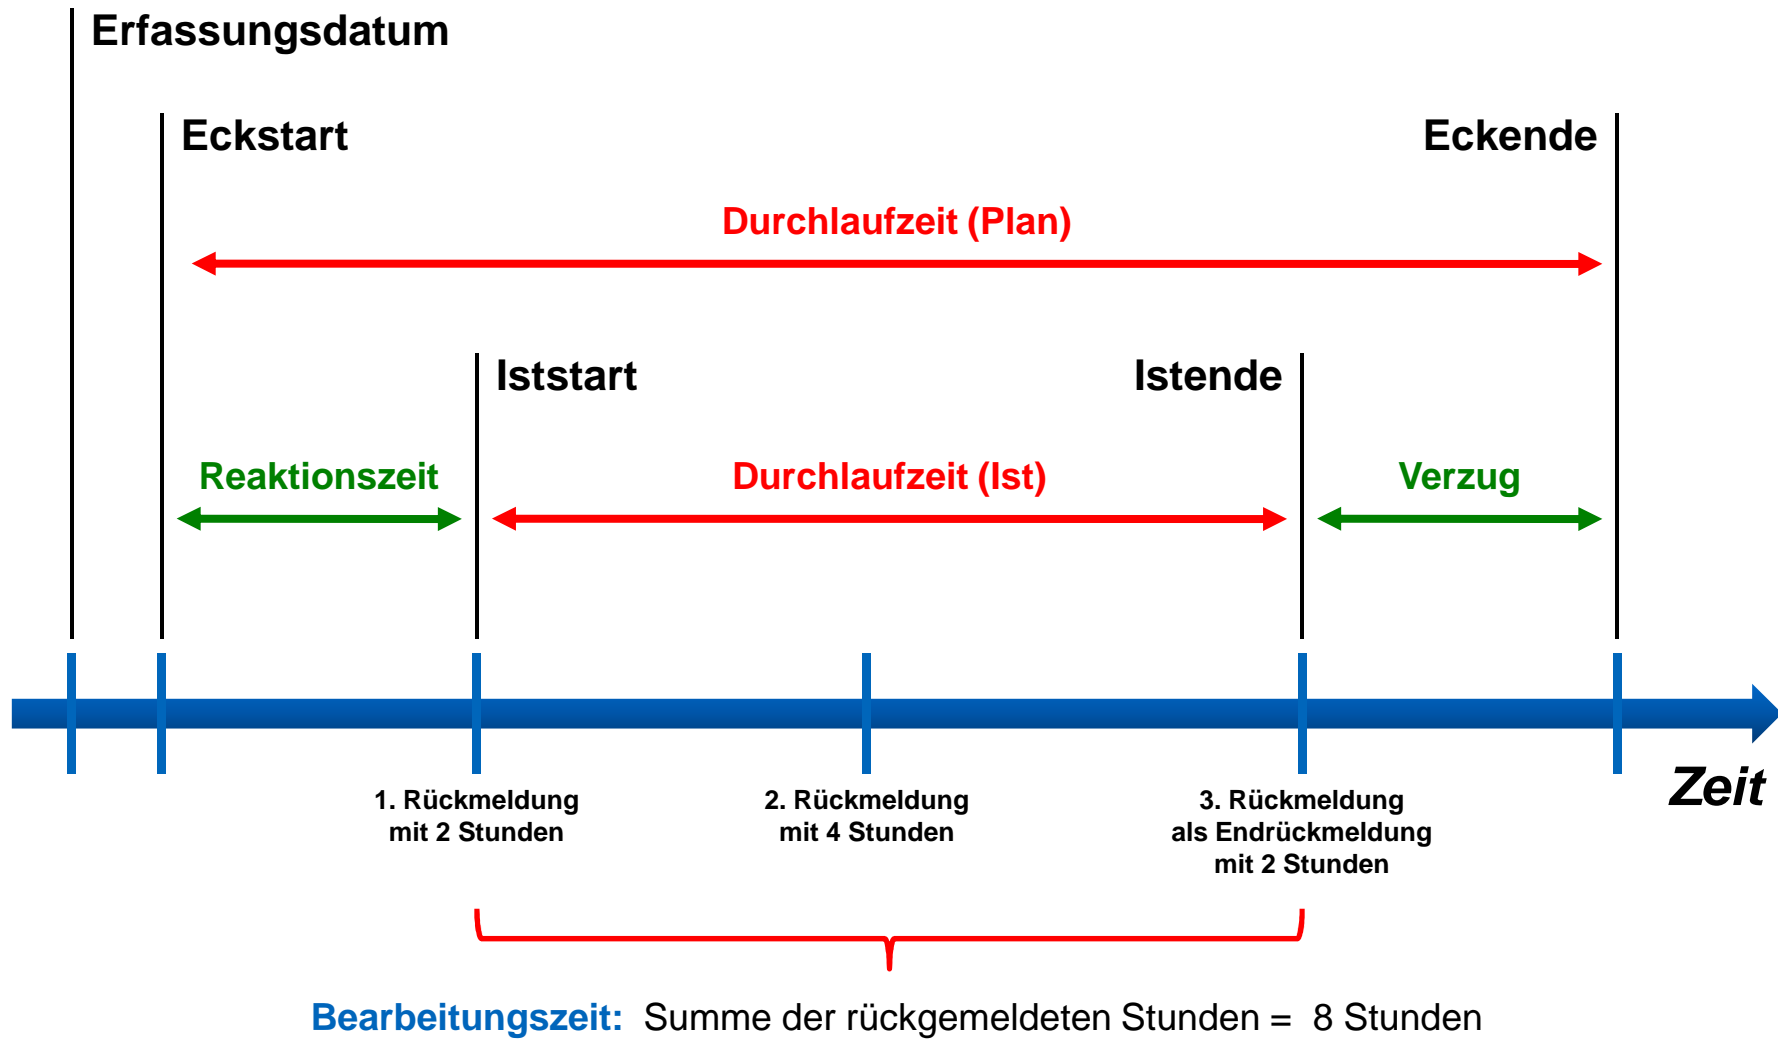 Erfassungsdatum
Eckstart
Eckende
Durchlaufzeit (Plan)
Iststart
Istende
Reaktionszeit
Durchlaufzeit (Ist)
Verzug
Zeit
1. Rückmeldung
mit 2 Stunden
2. Rückmeldung
mit 4 Stunden
3. Rückmeldung
als Endrückmeldung
mit 2 Stunden
Bearbeitungszeit: Summe der rückgemeldeten Stunden = 8 Stunden